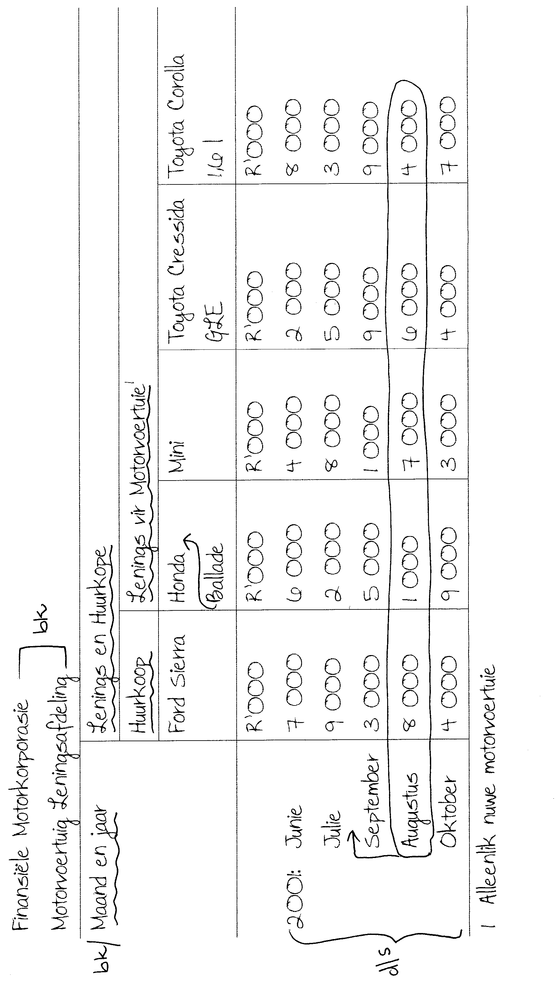 Finansiële Motorkorporasie
Motorvoertuig Leningsafdeling
bk
bk/ Maand en jaar
Lenings en Huurkope
Huurkoop
Lenings vir Motorvoertuie¹
Ford Sierra
Honda Ballade
Mini
Toyota Cressida GLE
Toyota Corolla 1,6 l
R'000 R'000 R'000 R'000 R'000
2001: Junie 7 000 6 000 4 000 2 000 8 000
Julie 9 000 2 000 8 000 5 000 3 000
September 3 000 5 000 1 000 9 000 9 000
Augustus 8 000 1 000 7 000 6 000 4 000
Oktober 4 000 9 000 3 000 4 000 7 000
dl s
1 Alleenlik nuwe motorvoertuie